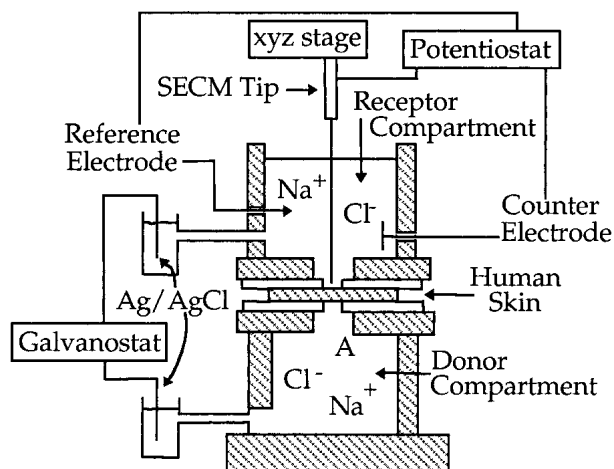 xyz stage
Potentiostat
SECM Tip
Receptor
Compartment
Reference
Electrode
Na⁺
Cl⁻
Counter
Electrode
Ag/AgCl
Human
Skin
Galvanostat
A
Donor
Compartment
Cl⁻
Na⁺